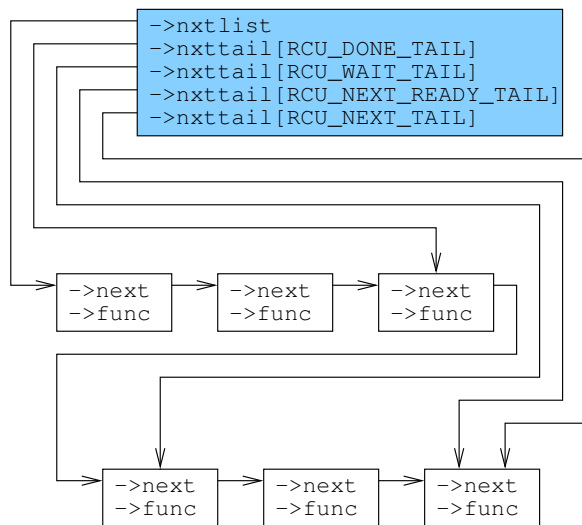 ->nxtlist
->nxttail[RCU_DONE_TAIL]
->nxttail[RCU_WAIT_TAIL]
->nxttail[RCU_NEXT_READY_TAIL]
->nxttail[RCU_NEXT_TAIL]
->next
->func
->next
->func
->next
->func
->next
->func
->next
->func
->next
->func